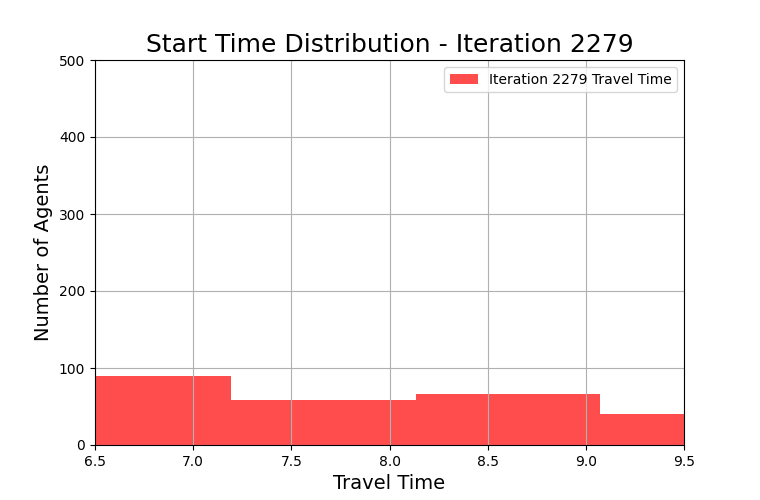 Start Time Distribution - Iteration 2279
500
Iteration 2279 Travel Time
400
300
200
100
0
Number of Agents
6.5 7.0 7.5 8.0 8.5 9.0 9.5
Travel Time